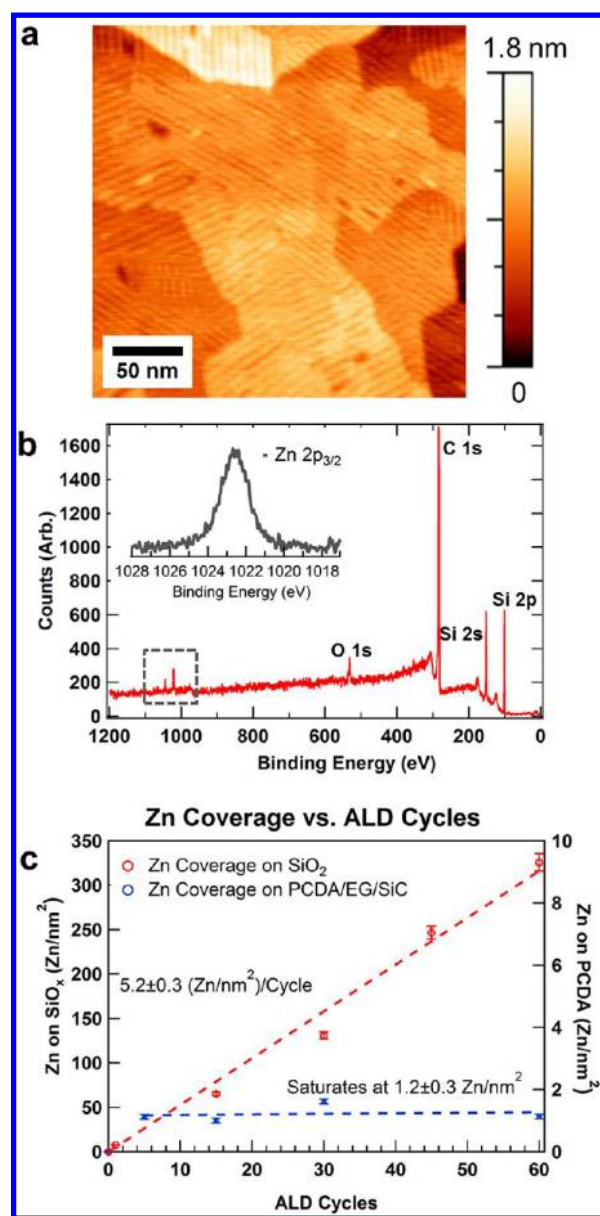 a
1.8 nm
50 nm
0
b
1600
1400
1200
1000
800
600
400
200
0
Counts (Arb.)
C 1s
Zn 2p3/2
1028 1026 1024 1022 1020 1018
Binding Energy (eV)
O 1s
Si 2s
Si 2p
1200 1000 800 600 400 200 0
Binding Energy (eV)
Zn Coverage vs. ALD Cycles
c
350
300
250
200
150
100
50
0
Zn on SiOx (Zn/nm²)
Zn Coverage on SiO₂
Zn Coverage on PCDA/EG/SiC
5.2±0.3 (Zn/nm²)/Cycle
Saturates at 1.2±0.3 Zn/nm²
10
8
6
4
2
0
Zn on PCDA (Zn/nm²)
0 10 20 30 40 50 60
ALD Cycles